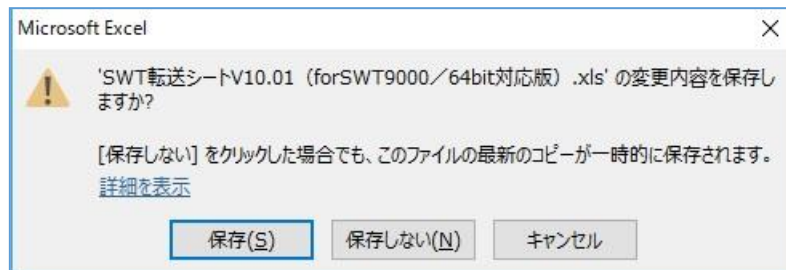 Microsoft Excel
'SWT転送シートV10.01（forSWT9000／64bit対応版）.xls' の変更内容を保存し
ますか?
[保存しない] をクリックした場合でも、このファイルの最新のコピーが一時的に保存されます。
詳細を表示
保存(S) 保存しない(N) キャンセル